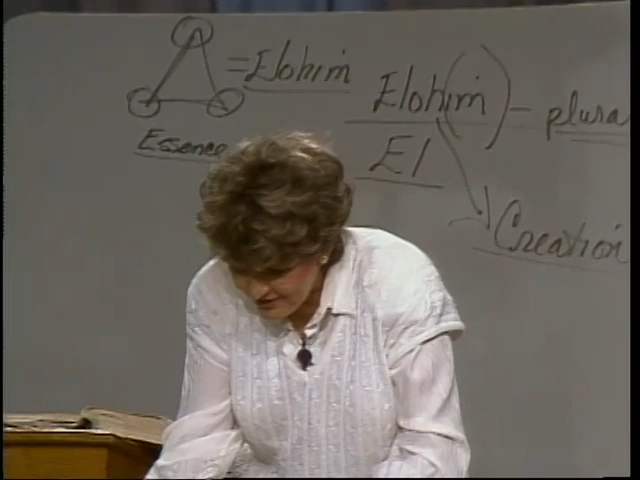 = Elohim
Essence
Elohim) - plura
El
Creation